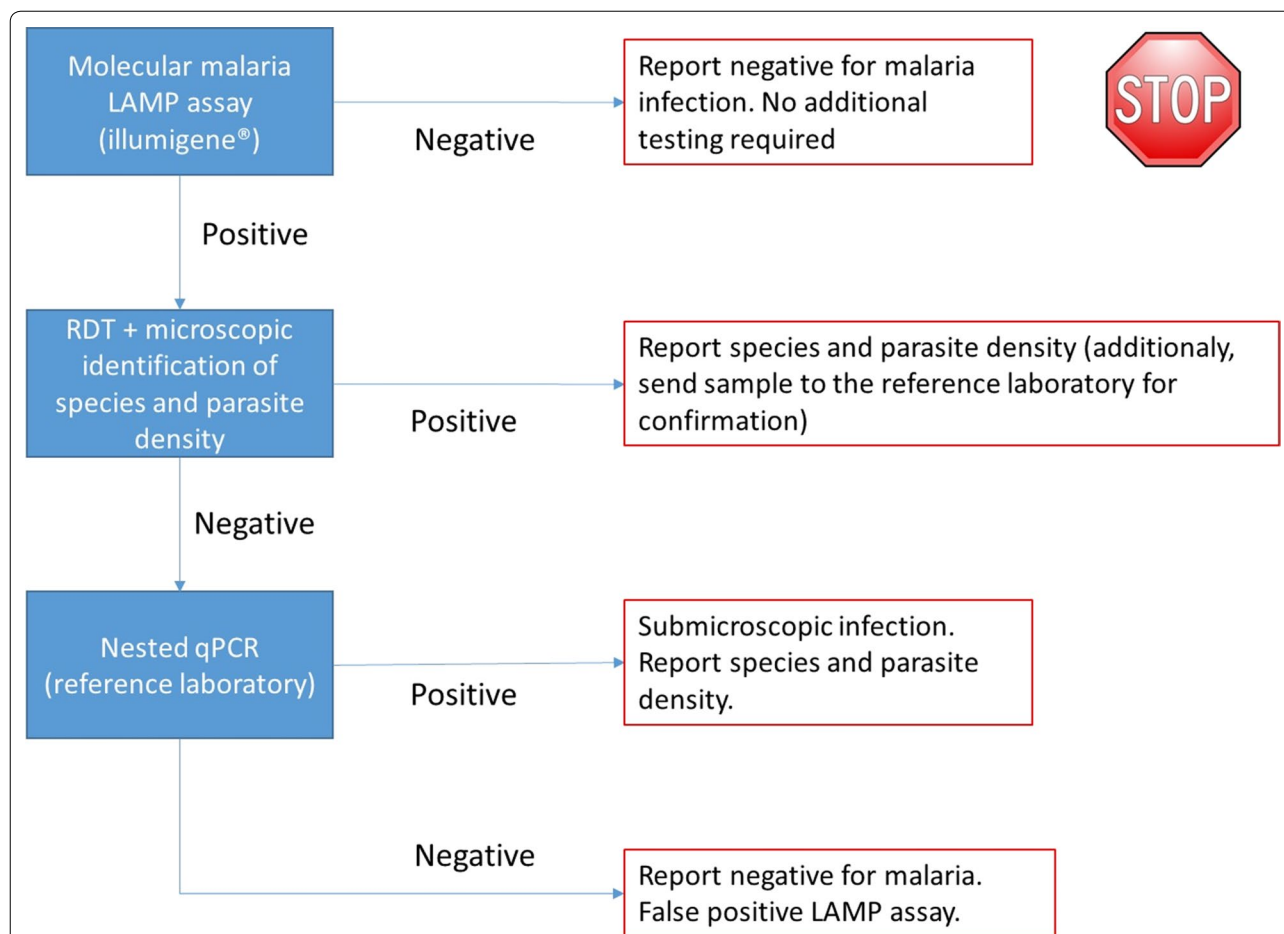 Molecular malaria
LAMP assay
(illumigene®)
Negative
Report negative for malaria
infection. No additional
testing required
STOP
Positive
RDT + microscopic
identification of
species and parasite
density
Positive
Report species and parasite density (additionaly,
send sample to the reference laboratory for
confirmation)
Negative
Nested qPCR
(reference laboratory)
Positive
Submicroscopic infection.
Report species and parasite
density.
Negative
Report negative for malaria.
False positive LAMP assay.